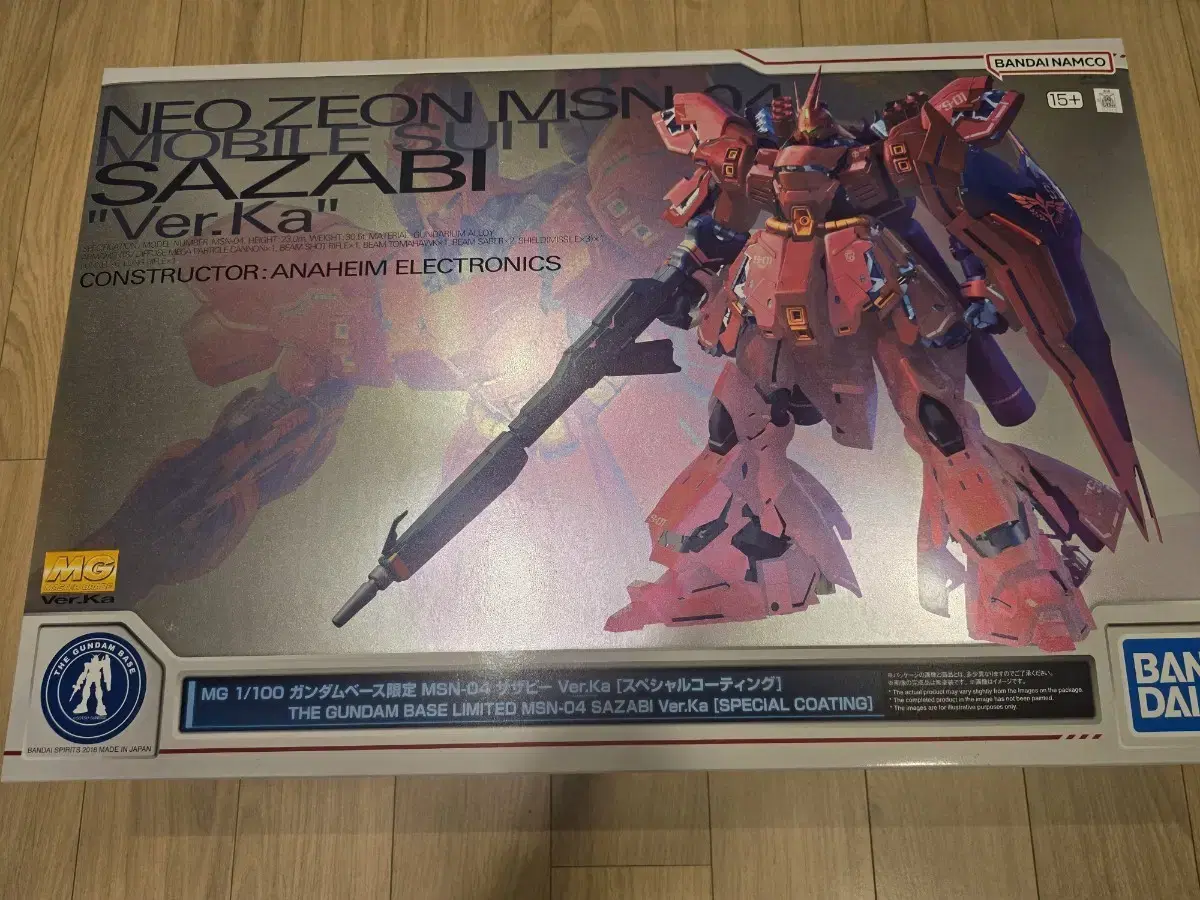 BANDAI NAMCO
15+
NEO ZEON MSN-04
MOBILE SUIT
SAZABI
"Ver.Ka"
CONSTRUCTOR: ANAHEIM ELECTRONICS
MG
Ver.Ka
THE GUNDAM BASE
BANDAI SPIRITS 2018 MADE IN JAPAN
MG 1/100 ガンダムベース限定 MSN-04 サザビー Ver.Ka [スペシャルコーティング]
THE GUNDAM BASE LIMITED MSN-04 SAZABI Ver.Ka [SPECIAL COATING]
* The actual product may vary slightly from the images on the package.
* The completed product in the image has not been painted.
* The images are for illustrative purposes only.
BAN
DAI